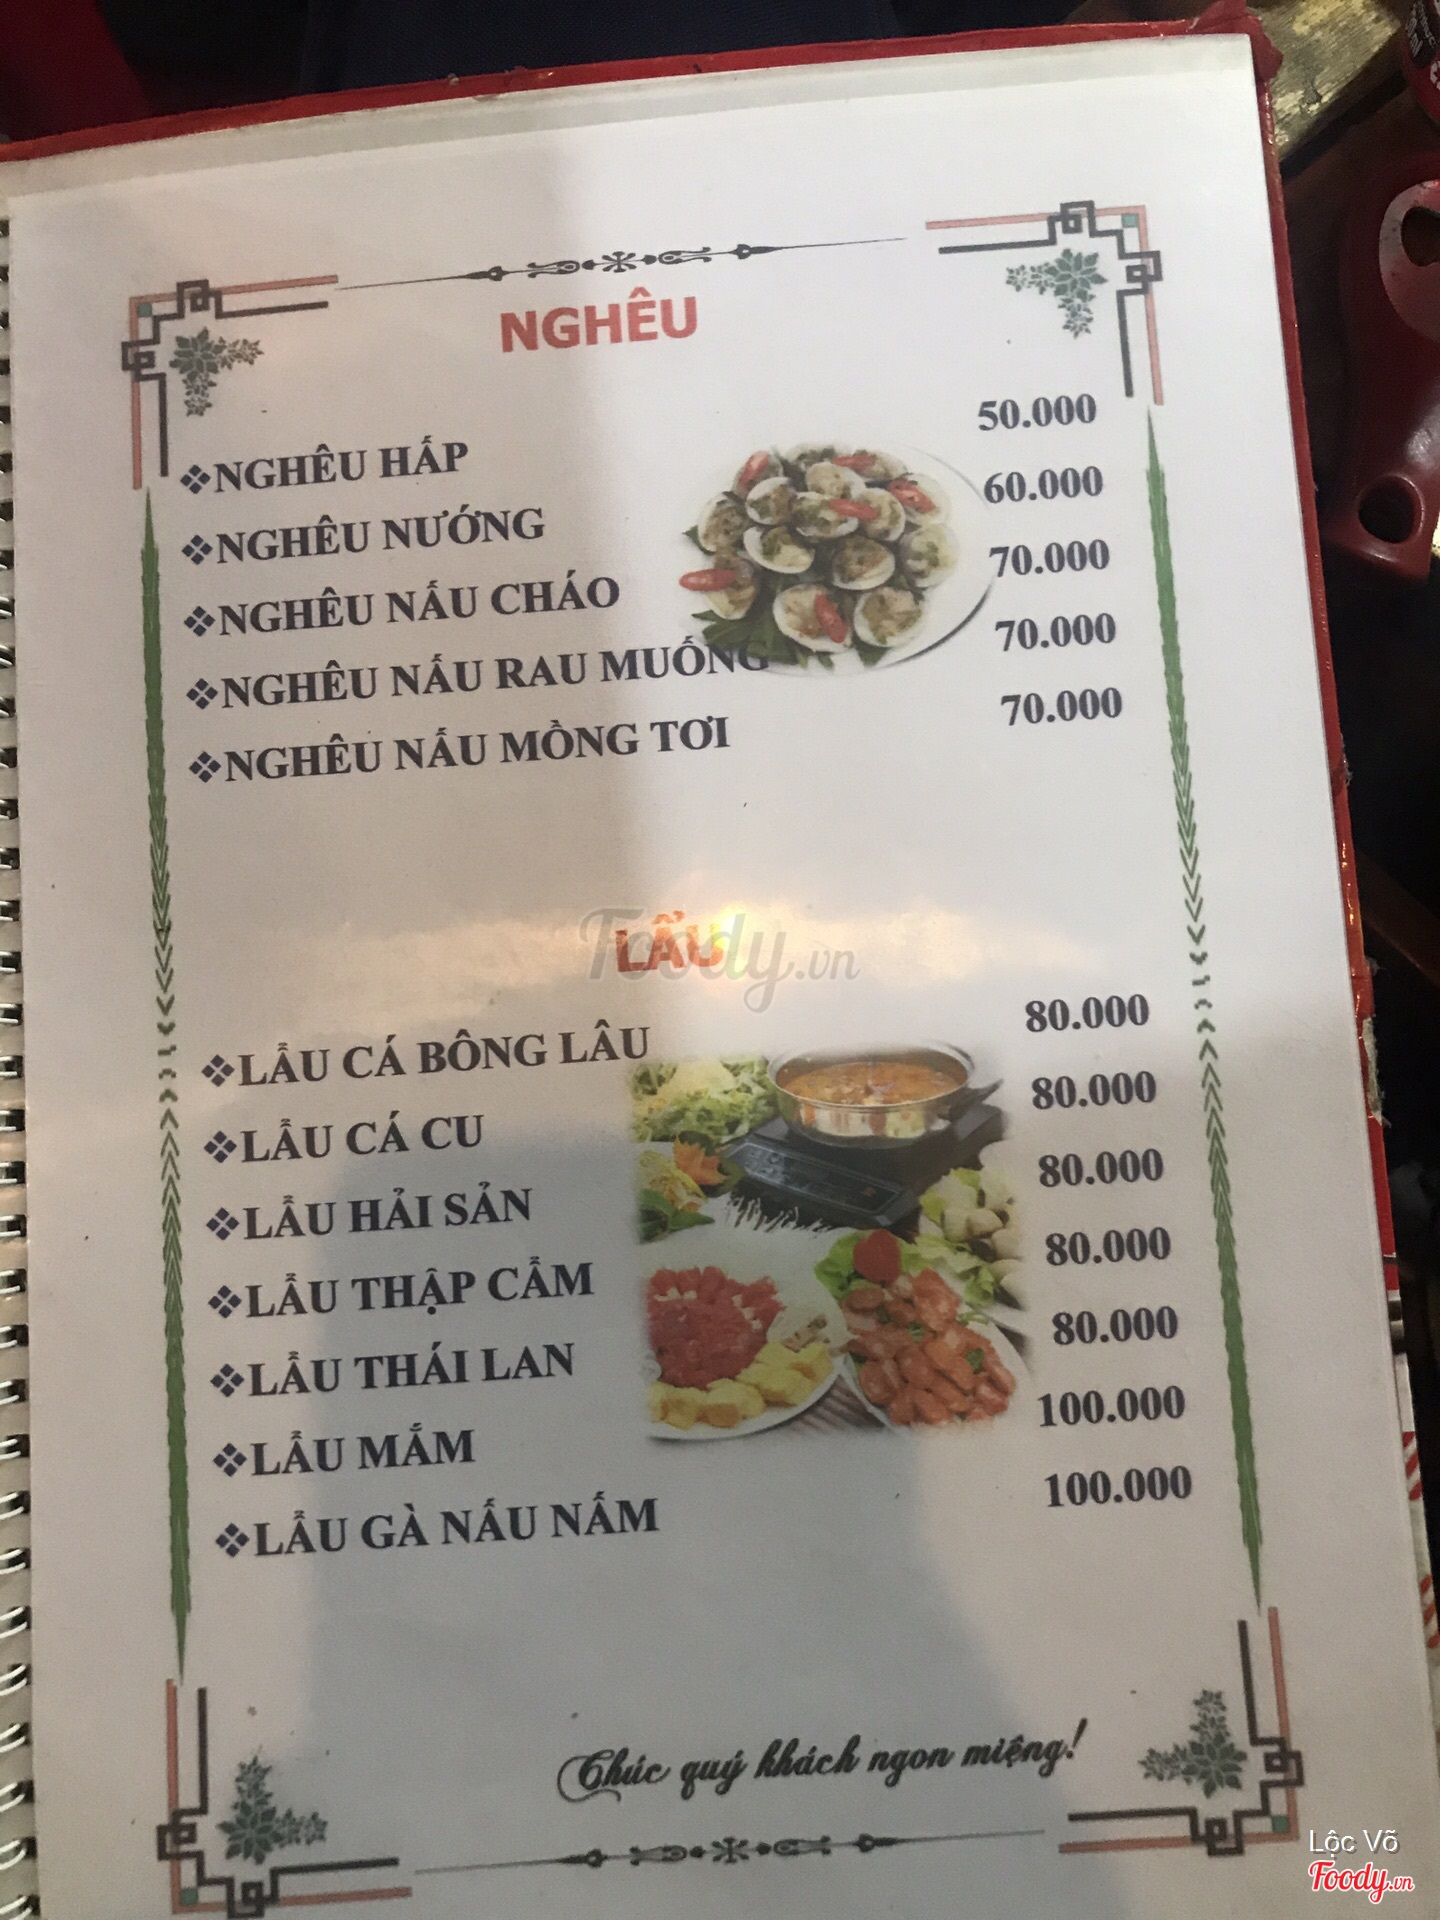 NGHÊU
❖NGHÊU HẤP 50.000
❖NGHÊU NƯỚNG 60.000
❖NGHÊU NẤU CHÁO 70.000
❖NGHÊU NẤU RAU MUỐNG 70.000
❖NGHÊU NẤU MỒNG TƠI 70.000
LẨU
Foody.vn
❖LẨU CÁ BÔNG LÂU 80.000
❖LẨU CÁ CU 80.000
❖LẨU HẢI SẢN 80.000
❖LẨU THẬP CẨM 80.000
❖LẨU THÁI LAN 80.000
❖LẨU MẮM 100.000
❖LẨU GÀ NẤU NẤM 100.000
Chúc quý khách ngon miệng!
Lộc Võ
Foody.vn